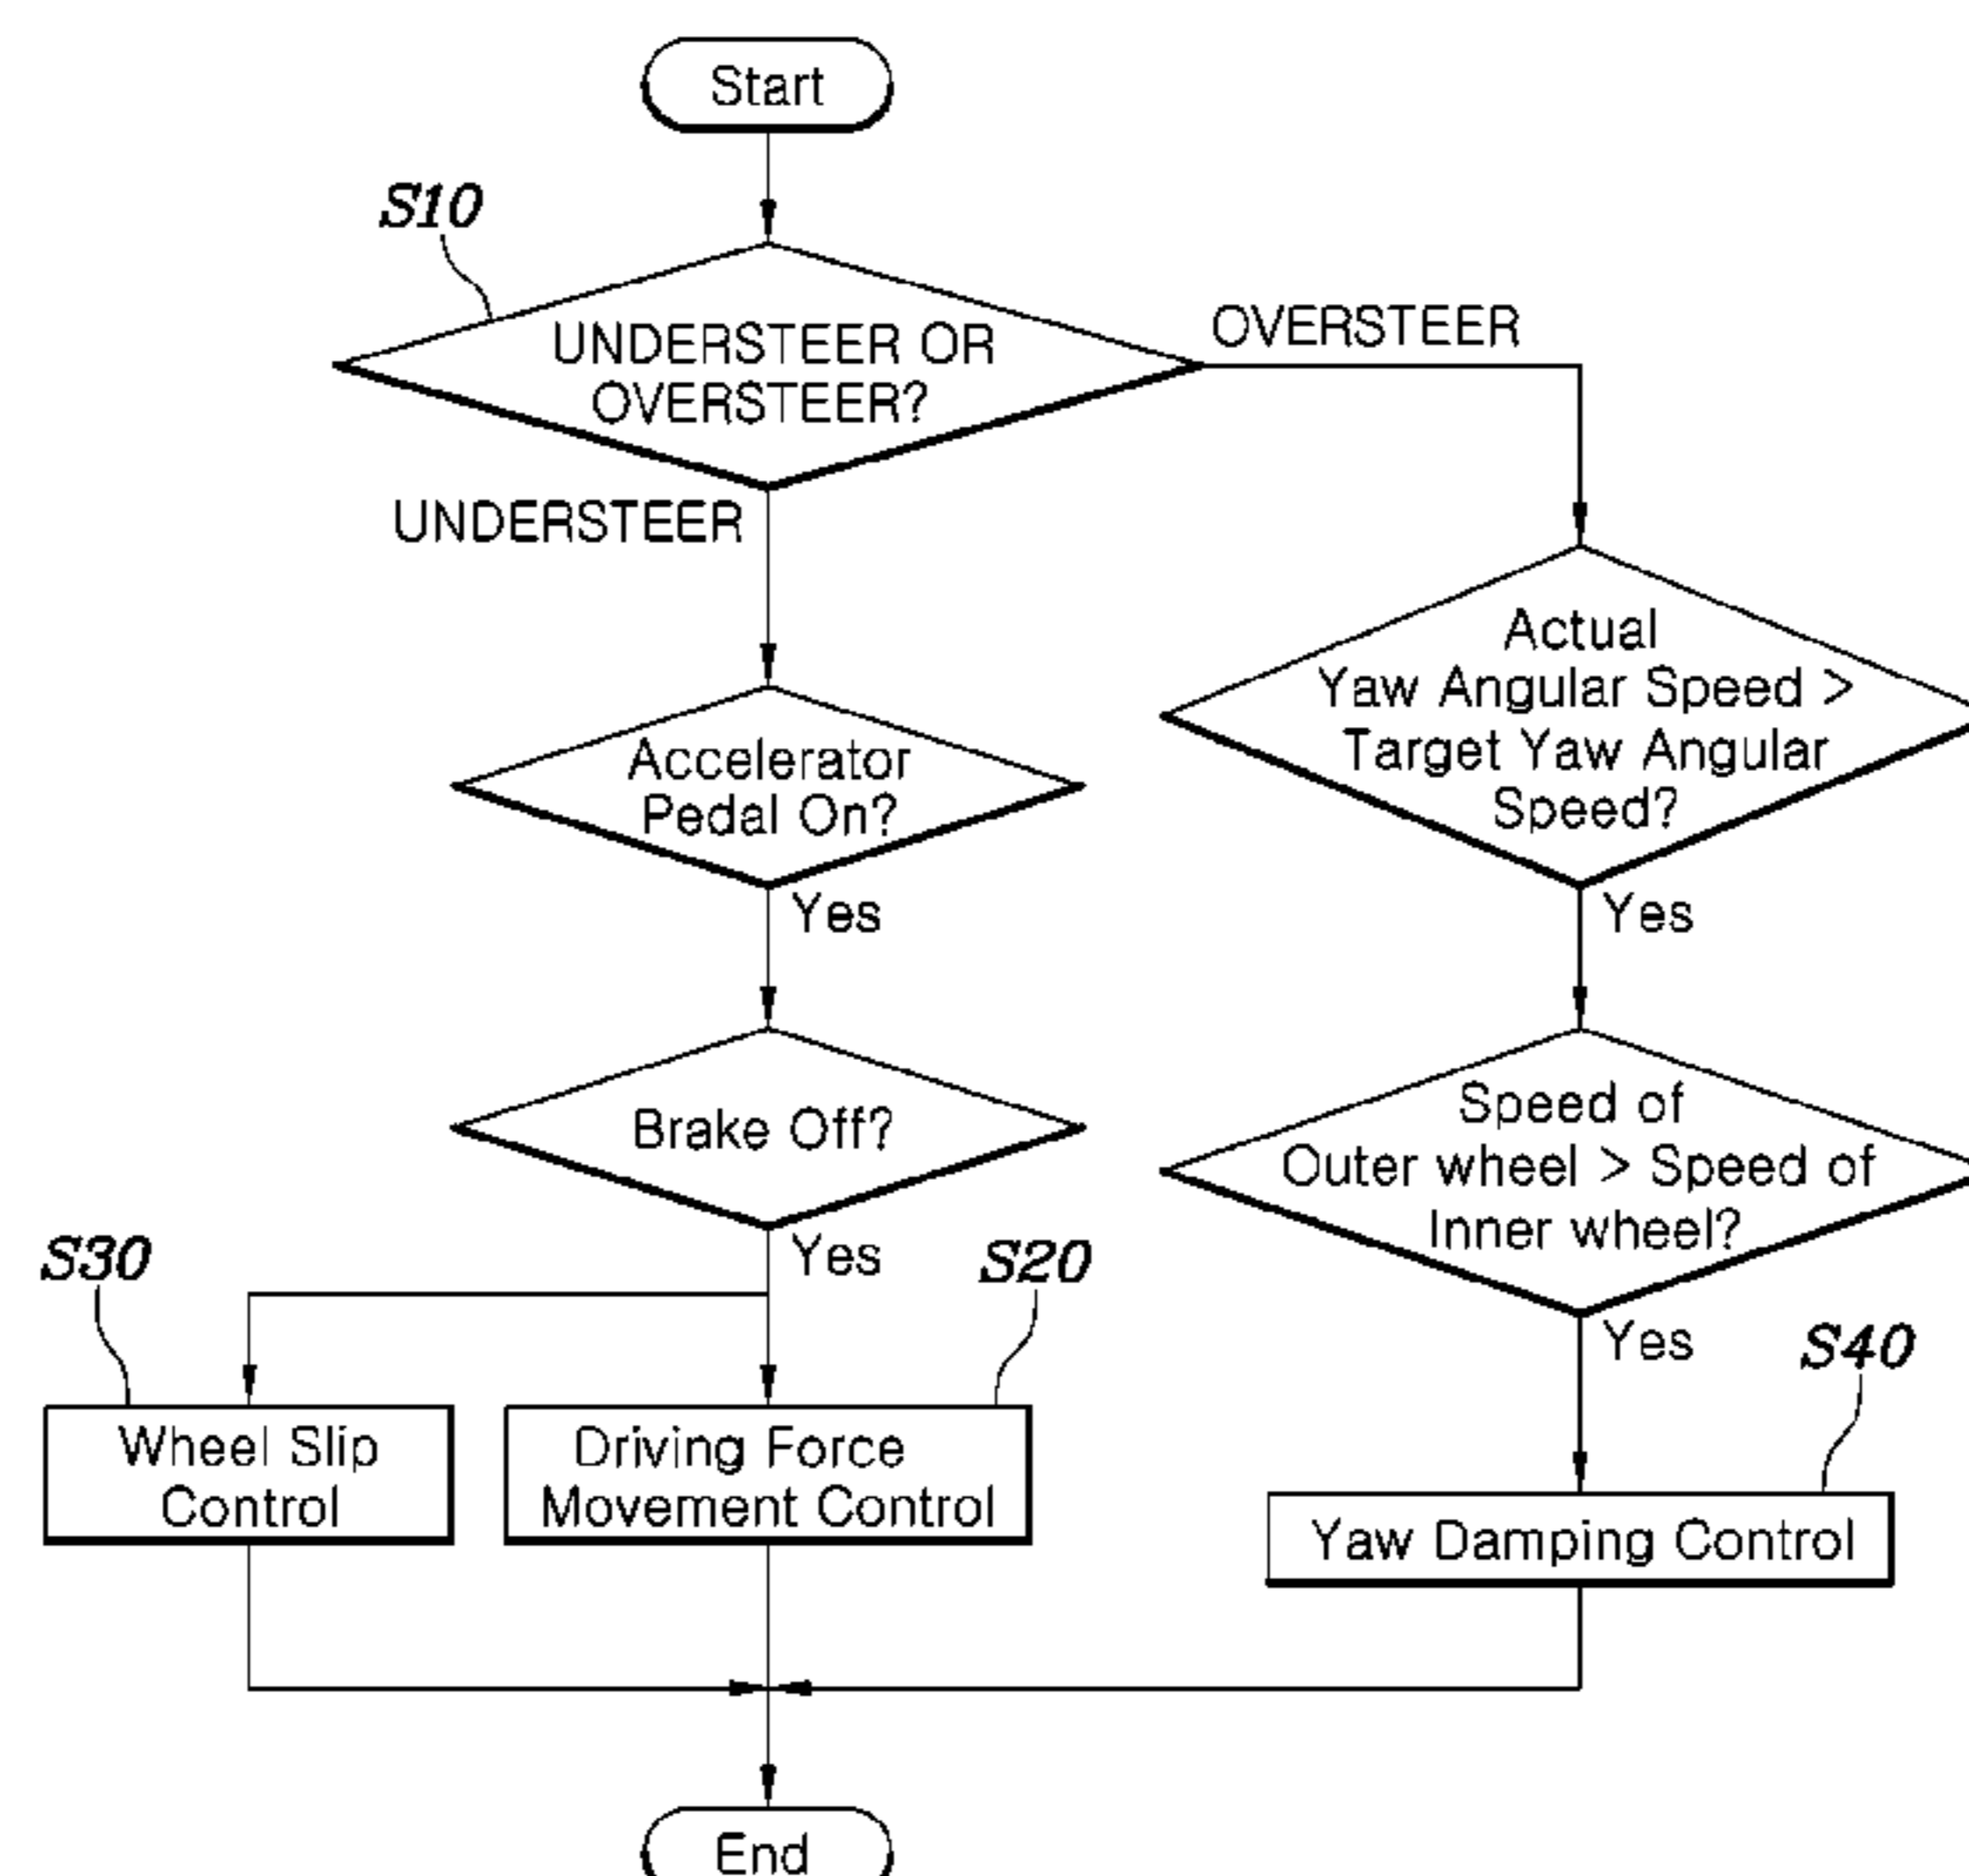 Start
S10
UNDERSTEER OR
OVERSTEER?
OVERSTEER
UNDERSTEER
Actual
Yaw Angular Speed >
Target Yaw Angular
Speed?
Accelerator
Pedal On?
Yes
Yes
Brake Off?
Speed of
Outer wheel > Speed of
Inner wheel?
Yes
Yes
S30
S20
S40
Wheel Slip
Control
Driving Force
Movement Control
Yaw Damping Control
End